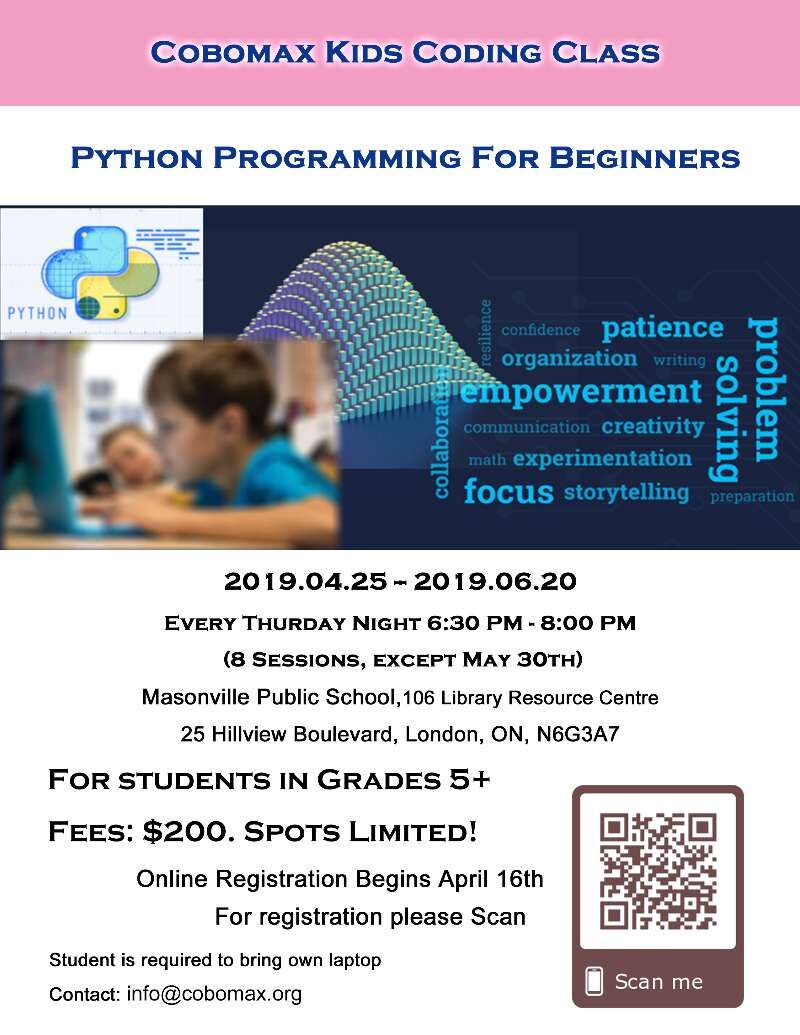 Cobomax Kids Coding Class
Python Programming For Beginners
PYTHON
resilience
confidence patience
organization writing
empowerment
collaboration
communication creativity
math experimentation
focus storytelling
problem
solving
preparation
2019.04.25 – 2019.06.20
Every Thurday Night 6:30 PM - 8:00 PM
(8 Sessions, except May 30th)
Masonville Public School,106 Library Resource Centre
25 Hillview Boulevard, London, ON, N6G3A7
For students in Grades 5+
Fees: $200. Spots Limited!
Online Registration Begins April 16th
For registration please Scan
Student is required to bring own laptop
Contact: info@cobomax.org
Scan me